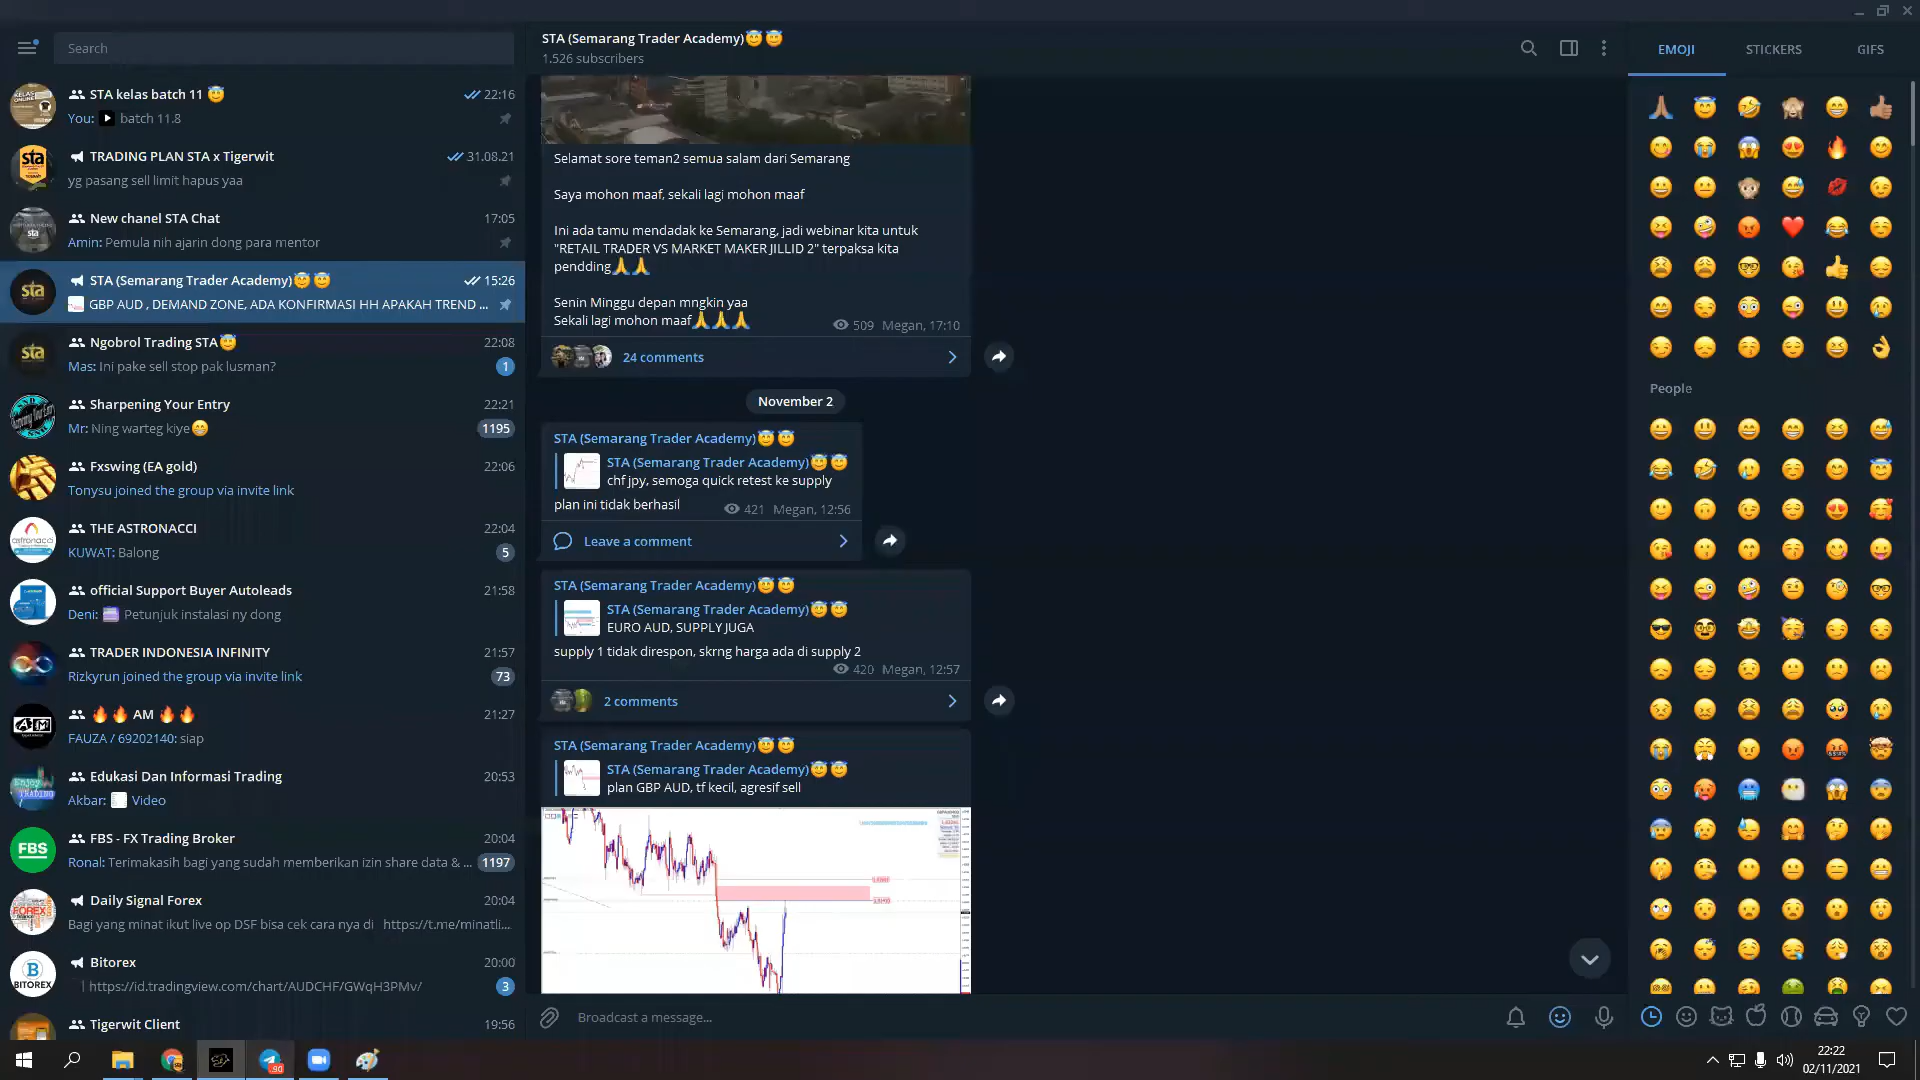 Search
STA kelas batch 11 😇
22:16
You: batch 11.8
TRADING PLAN STA x Tigerwit
31.08.21
yg pasang sell limit hapus yaa
New chanel STA Chat
17:05
Amin: Pemula nih ajarin dong para mentor
STA (Semarang Trader Academy)😇😇
15:26
GBP AUD , DEMAND ZONE, ADA KONFIRMASI HH APAKAH TREND ...
Ngobrol Trading STA😇
22:08
Mas: Ini pake sell stop pak lusman?
1
Sharpening Your Entry
22:21
Mr: Ning warteg kiye😁
1195
Fxswing (EA gold)
22:06
Tonysu joined the group via invite link
THE ASTRONACCI
22:04
KUWAT: Balong
5
official Support Buyer Autoleads
21:58
Deni: Petunjuk instalasi ny dong
TRADER INDONESIA INFINITY
21:57
Rizkyrun joined the group via invite link
73
🔥🔥 AM 🔥🔥
21:27
FAUZA / 69202140: siap
Edukasi Dan Informasi Trading
20:53
Akbar: Video
FBS - FX Trading Broker
20:04
Ronal: Terimakasih bagi yang sudah memberikan izin share data & ...
1197
Daily Signal Forex
20:04
Bagi yang minat ikut live op DSF bisa cek cara nya di https://t.me/minatli...
Bitorex
20:00
| https://id.tradingview.com/chart/AUDCHF/GWqH3PMv/
3
Tigerwit Client
19:56
STA (Semarang Trader Academy)😇😇
1.526 subscribers
Selamat sore teman2 semua salam dari Semarang
Saya mohon maaf, sekali lagi mohon maaf
Ini ada tamu mendadak ke Semarang, jadi webinar kita untuk
"RETAIL TRADER VS MARKET MAKER JILLID 2" terpaksa kita
pendding🙏🙏
Senin Minggu depan mngkin yaa
Sekali lagi mohon maaf🙏🙏🙏
509 Megan, 17:10
24 comments
November 2
STA (Semarang Trader Academy)😇😇
STA (Semarang Trader Academy)😇😇
chf jpy, semoga quick retest ke supply
plan ini tidak berhasil
421 Megan, 12:56
Leave a comment
STA (Semarang Trader Academy)😇😇
STA (Semarang Trader Academy)😇😇
EURO AUD, SUPPLY JUGA
supply 1 tidak direspon, skrng harga ada di supply 2
420 Megan, 12:57
2 comments
STA (Semarang Trader Academy)😇😇
STA (Semarang Trader Academy)😇😇
plan GBP AUD, tf kecil, agresif sell
Broadcast a message...
EMOJI
STICKERS
GIFS
People
sta
sta
sta
sta
FBS
BITOREX
90
22:22
02/11/2021